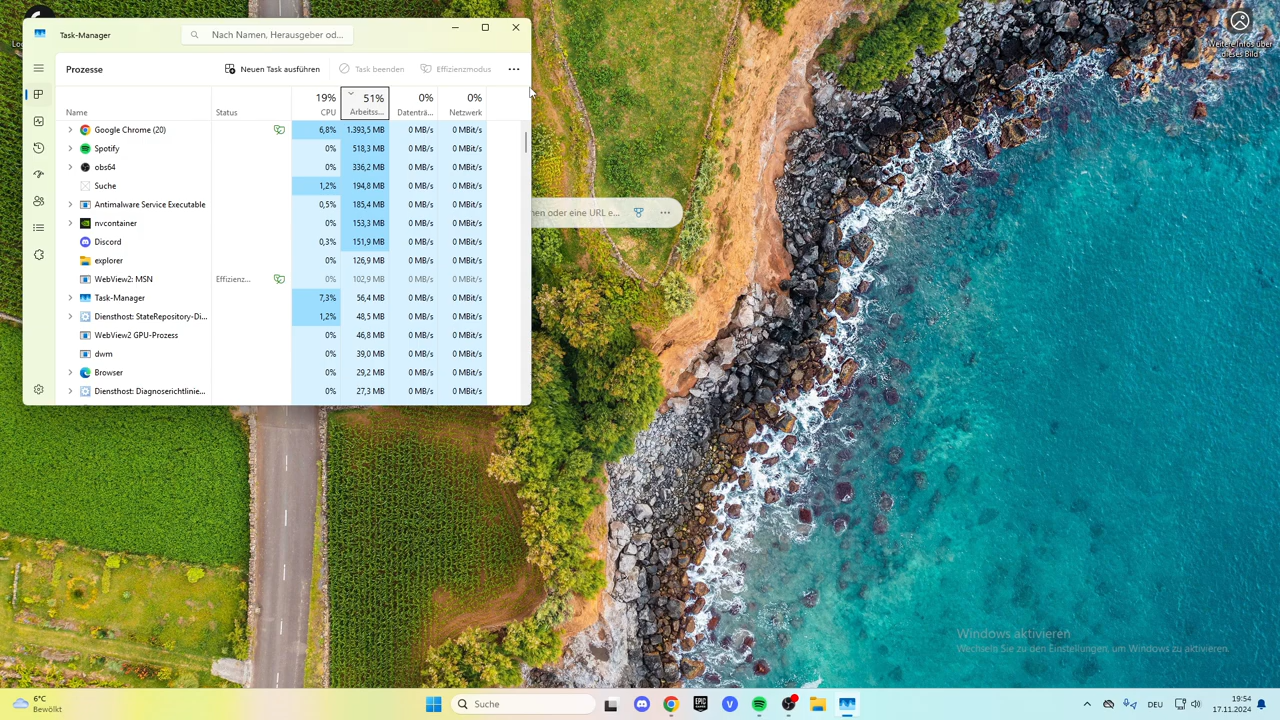 Task-Manager
Nach Namen, Herausgeber od...
Weitere Infos über
dieses Bild
Prozesse
Neuen Task ausführen
Task beenden
Effizienzmodus
19% 51% 0% 0%
Name Status CPU Arbeitss... Datenträ... Netzwerk
Google Chrome (20) 6,8% 1.393,5 MB 0 MB/s 0 MBit/s
Spotify 0% 518,3 MB 0 MB/s 0 MBit/s
obs64 0% 336,2 MB 0 MB/s 0 MBit/s
Suche 1,2% 194,8 MB 0 MB/s 0 MBit/s
Antimalware Service Executable 0,5% 185,4 MB 0 MB/s 0 MBit/s
nvcontainer 0% 153,3 MB 0 MB/s 0 MBit/s
Discord 0,3% 151,9 MB 0 MB/s 0 MBit/s
explorer 0% 126,9 MB 0 MB/s 0 MBit/s
WebView2: MSN Effizienz... 0% 102,9 MB 0 MB/s 0 MBit/s
Task-Manager 7,3% 56,4 MB 0 MB/s 0 MBit/s
Diensthost: StateRepository-Di... 1,2% 48,5 MB 0 MB/s 0 MBit/s
WebView2 GPU-Prozess 0% 46,8 MB 0 MB/s 0 MBit/s
dwm 0% 39,0 MB 0 MB/s 0 MBit/s
Browser 0% 29,2 MB 0 MB/s 0 MBit/s
Diensthost: Diagnoserichtlinie... 0% 27,3 MB 0 MB/s 0 MBit/s
oder eine URL e...
Windows aktivieren
Wechseln Sie zu den Einstellungen, um Windows zu aktivieren.
6°C
Bewölkt
Suche
EPIC
DEU
19:54
17.11.2024